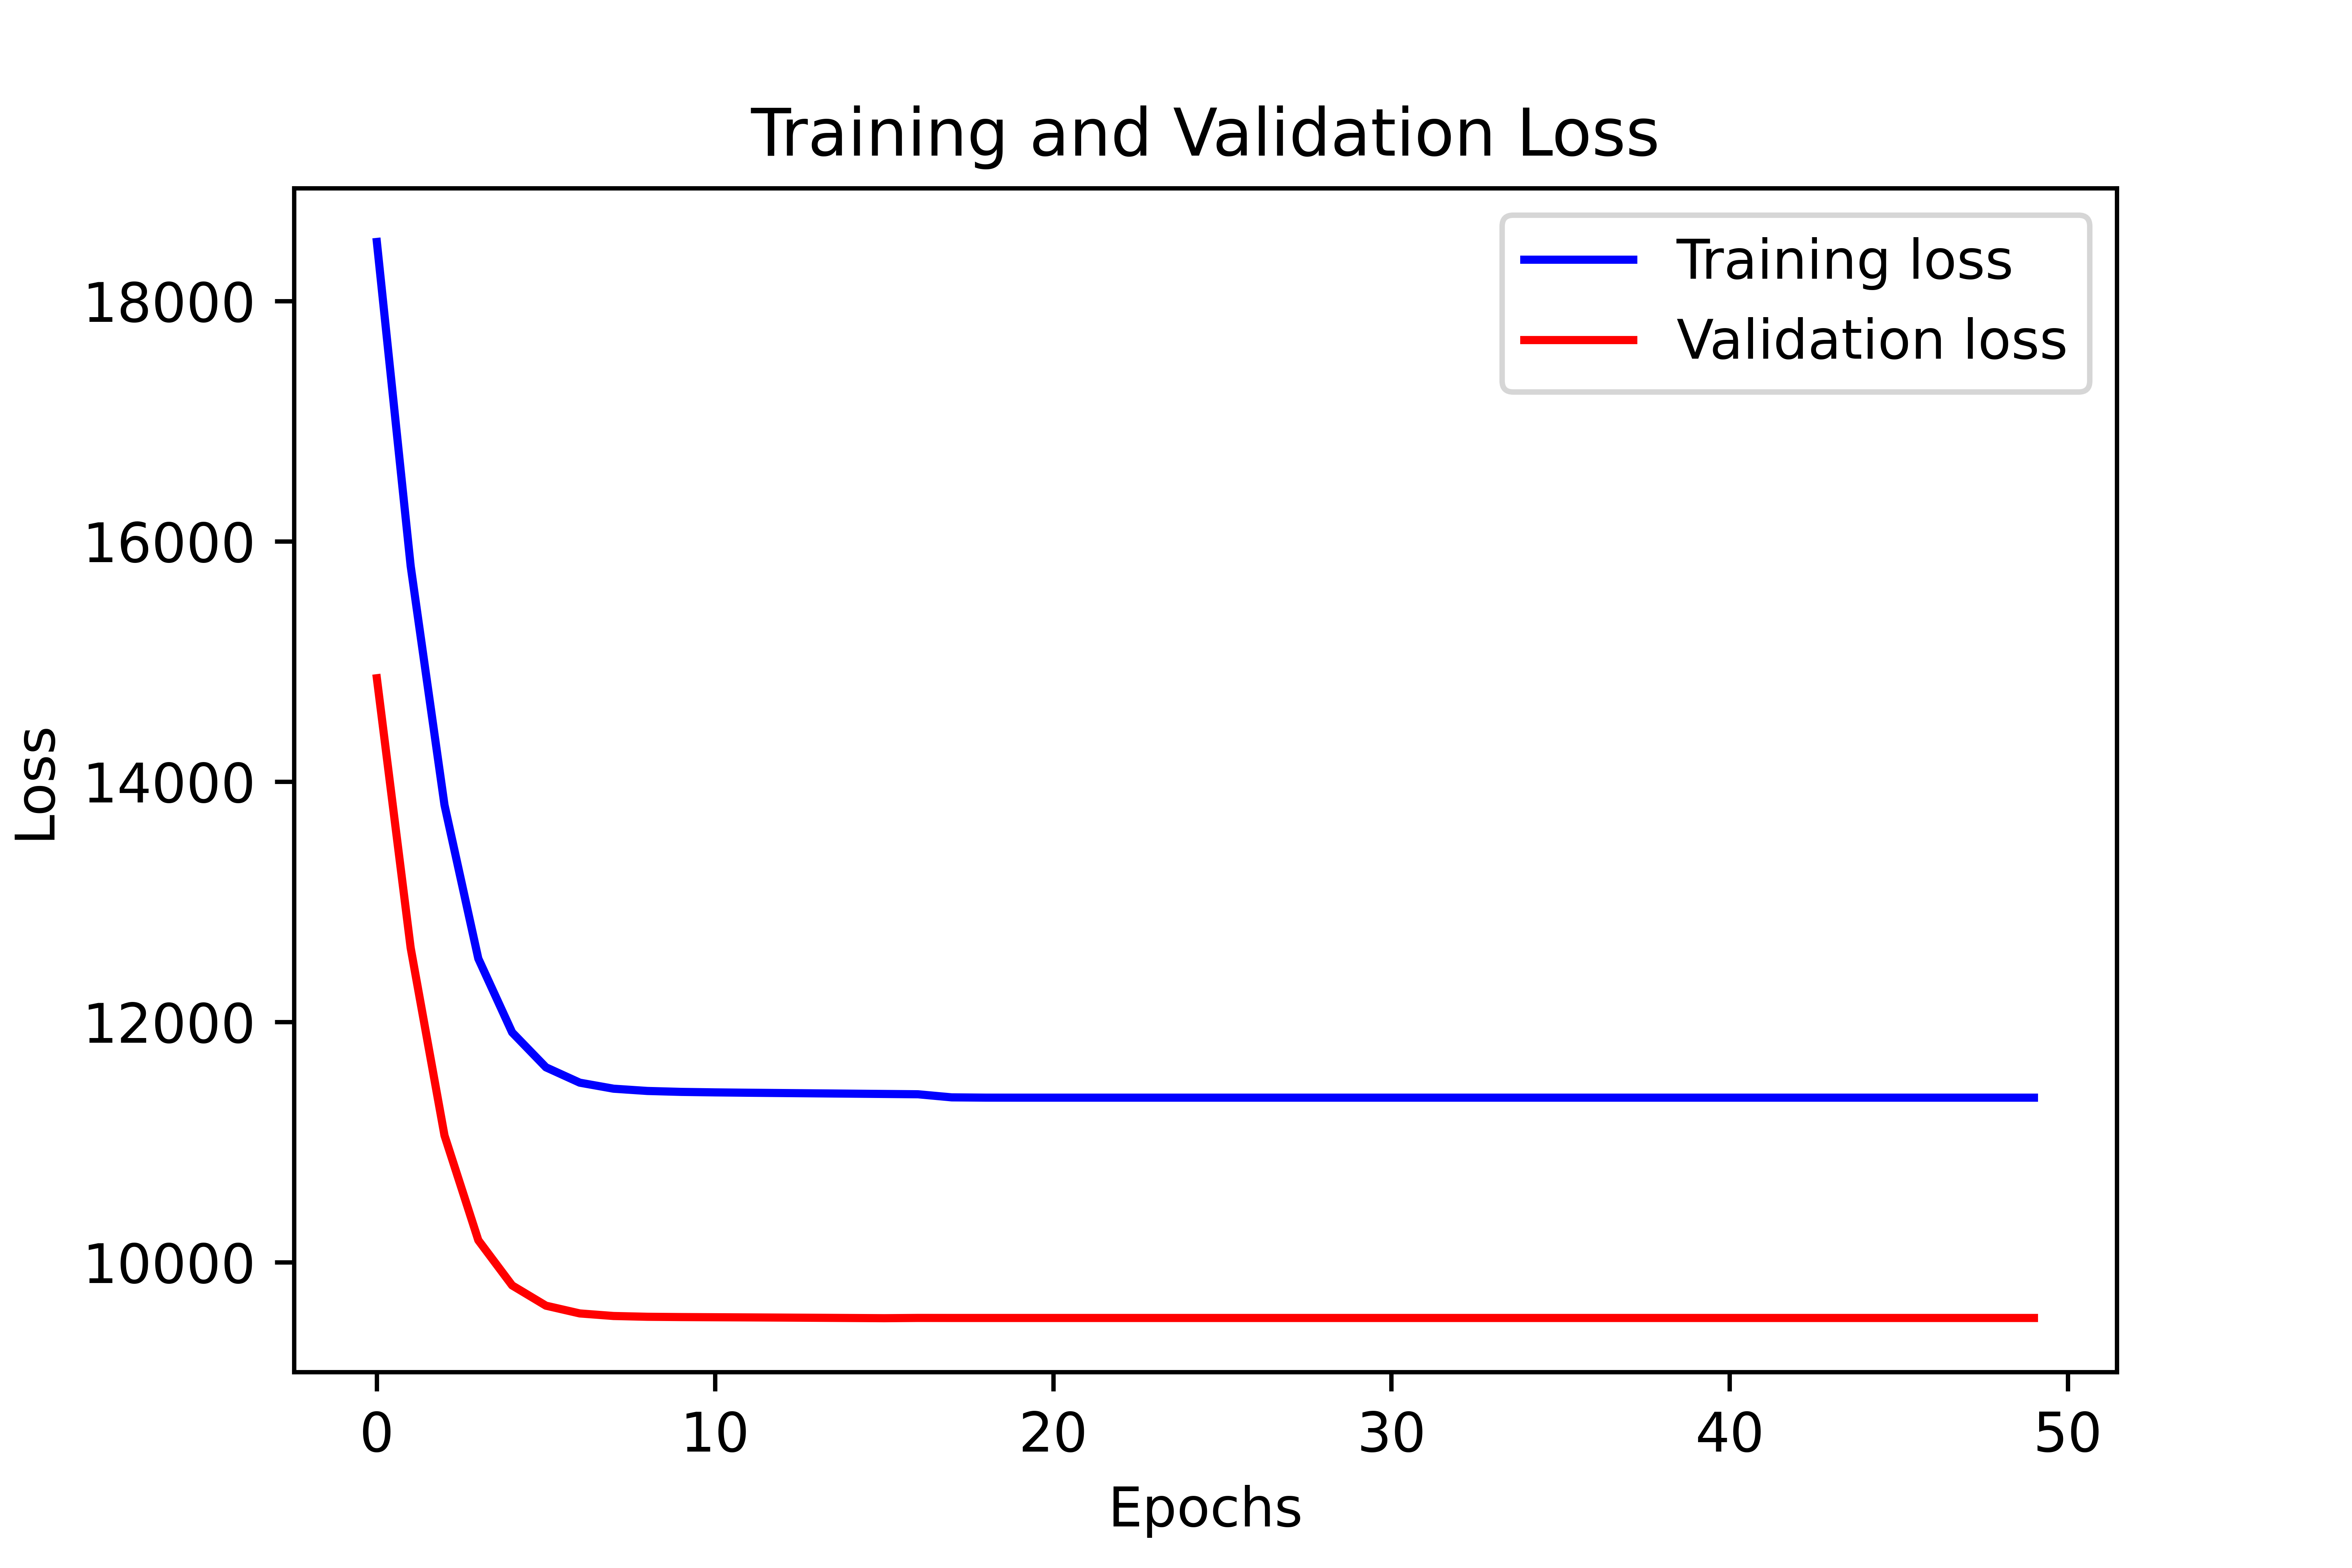 Training and Validation Loss
Training loss
Validation loss
18000
16000
14000
12000
10000
Loss
0 10 20 30 40 50
Epochs